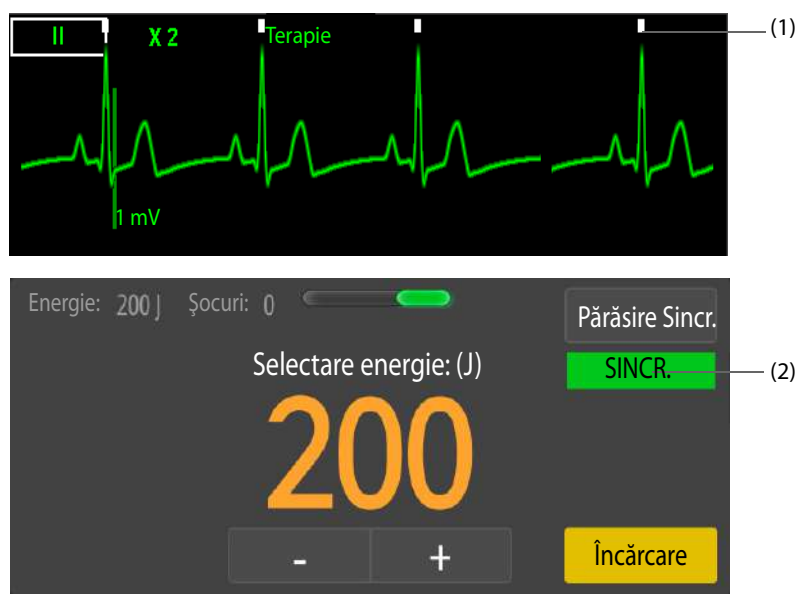 II X 2 Terapie (1)
1 mV
Energie: 200 J Şocuri: 0 Părăsire Sincr.
Selectare energie: (J) SINCR. (2)
200
- + Încărcare